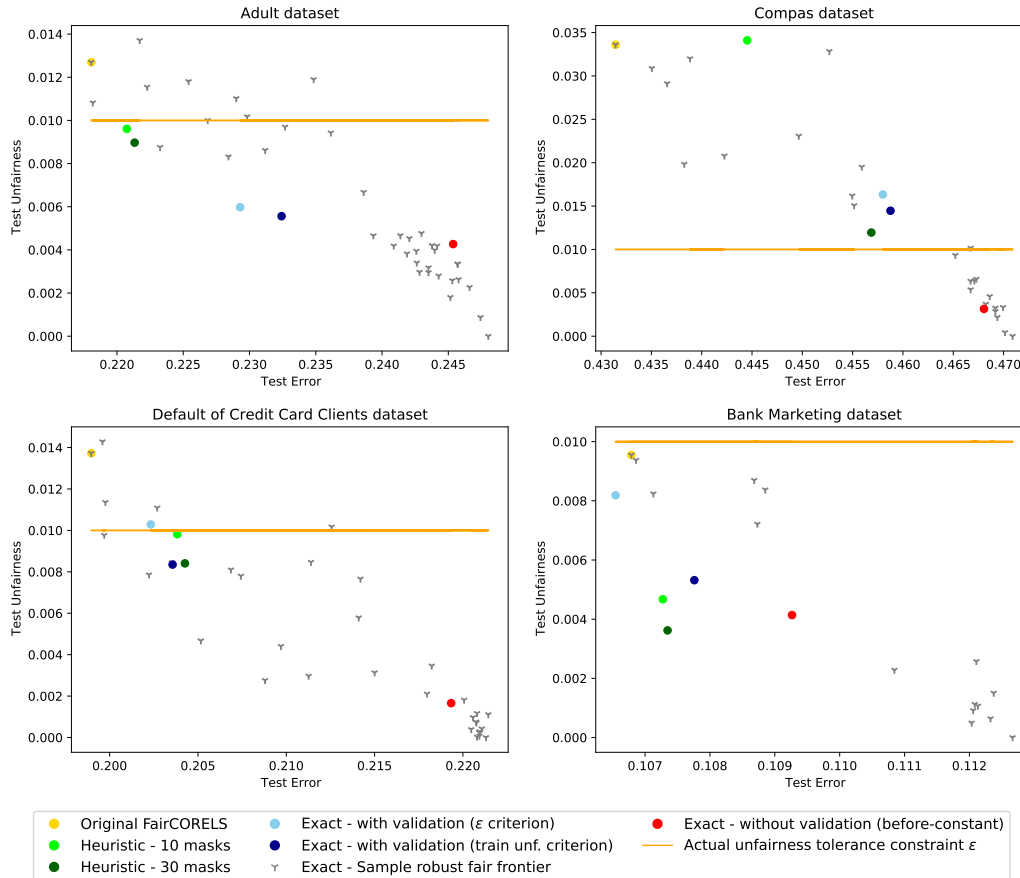 Adult dataset
Test Unfairness
0.014
0.012
0.010
0.008
0.006
0.004
0.002
0.000
0.220 0.225 0.230 0.235 0.240 0.245
Test Error
Compas dataset
Test Unfairness
0.035
0.030
0.025
0.020
0.015
0.010
0.005
0.000
0.430 0.435 0.440 0.445 0.450 0.455 0.460 0.465 0.470
Test Error
Default of Credit Card Clients dataset
Test Unfairness
0.014
0.012
0.010
0.008
0.006
0.004
0.002
0.000
0.200 0.205 0.210 0.215 0.220
Test Error
Bank Marketing dataset
Test Unfairness
0.010
0.008
0.006
0.004
0.002
0.000
0.107 0.108 0.109 0.110 0.111 0.112
Test Error
Original FairCORELS
Heuristic - 10 masks
Heuristic - 30 masks
Exact - with validation (ε criterion)
Exact - with validation (train unf. criterion)
Exact - Sample robust fair frontier
Exact - without validation (before-constant)
Actual unfairness tolerance constraint ε